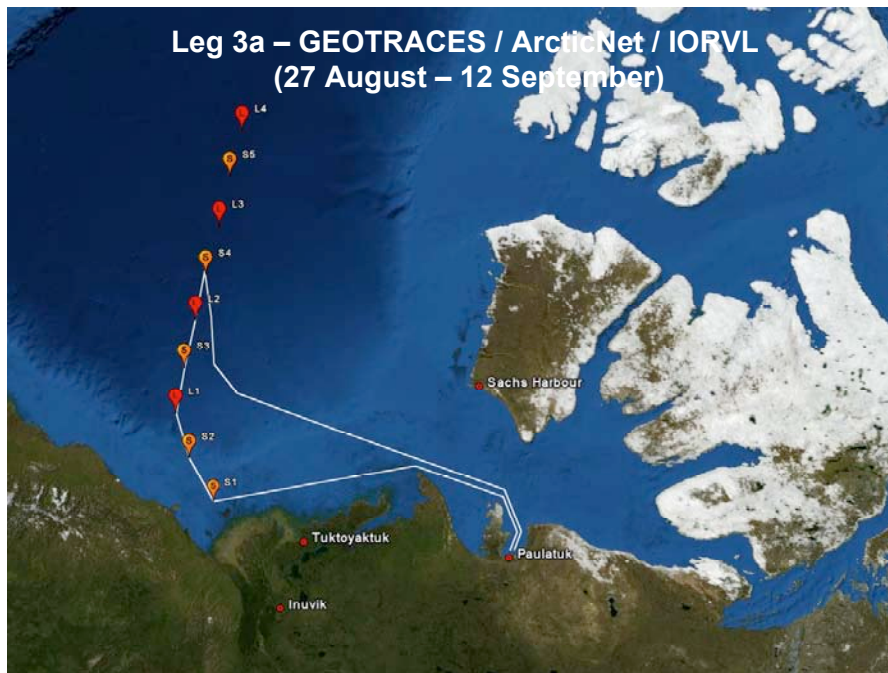 Leg 3a – GEOTRACES / ArcticNet / IORVL
(27 August – 12 September)
L L4
S S5
L L3
S S4
L L2
S S3
L L1
Sachs Harbour
S S2
S S1
Tuktoyaktuk
Paulatuk
Inuvik